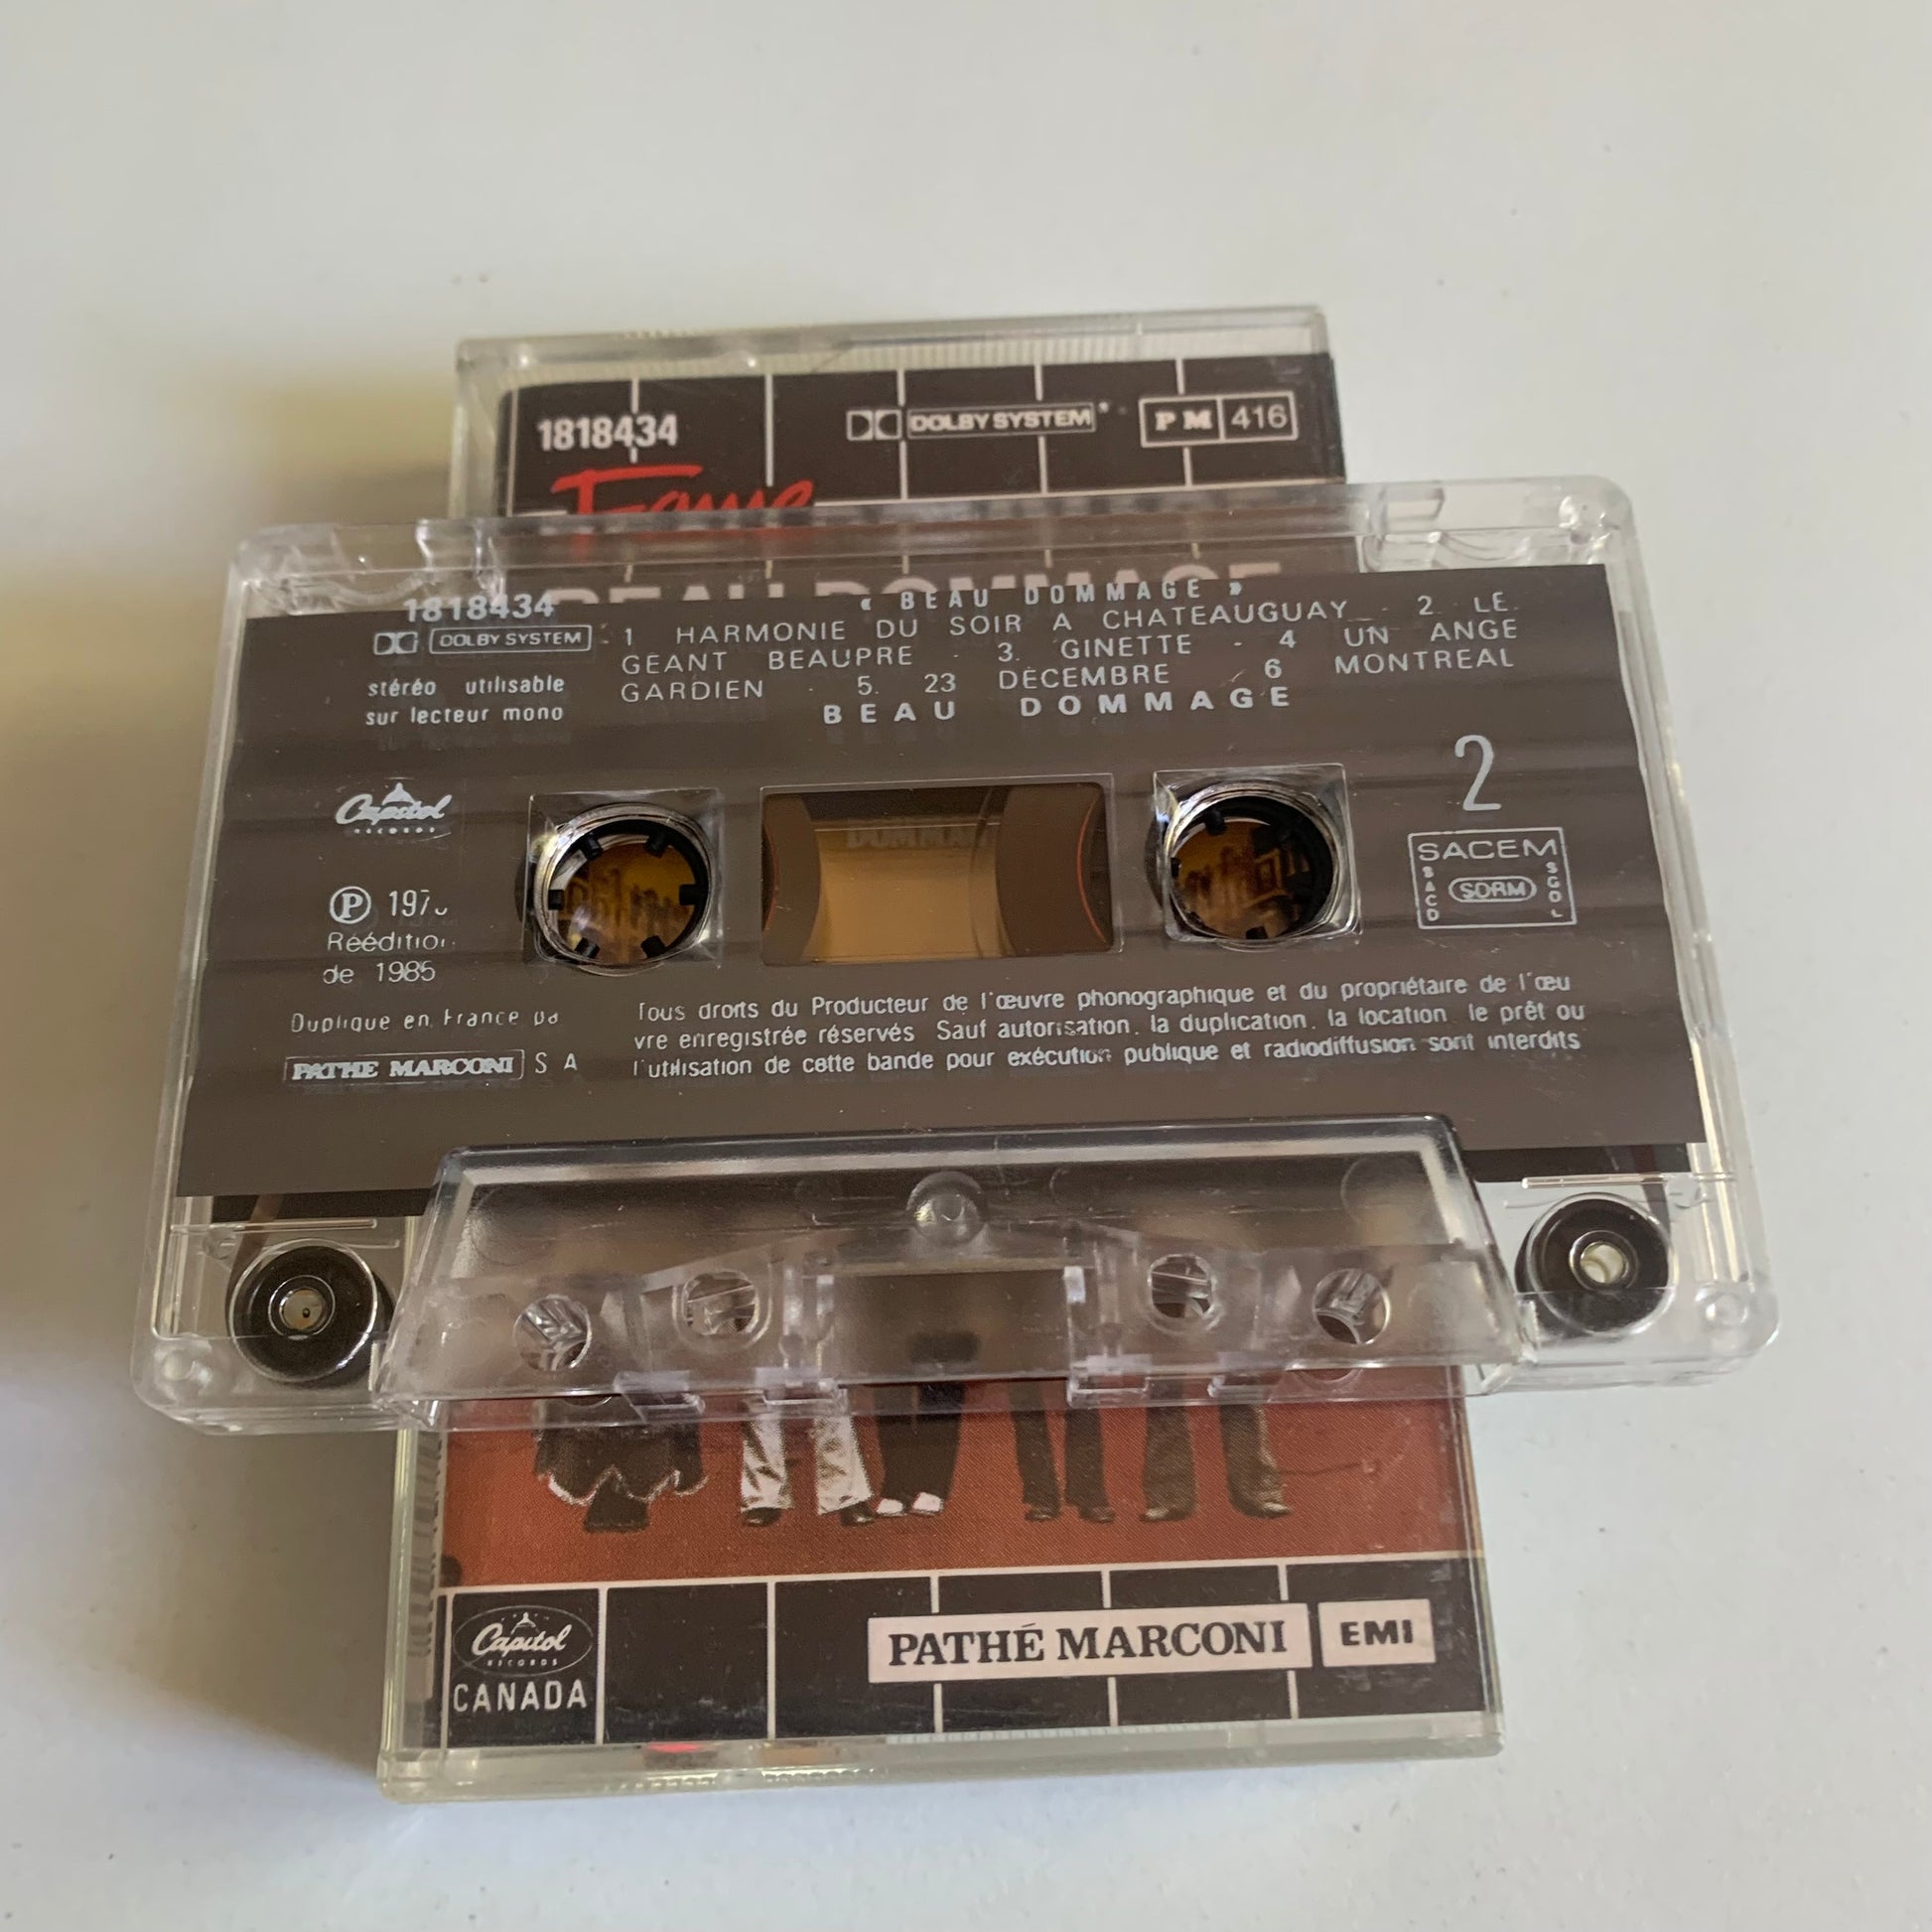 1818434
DOLBY SYSTEM
PM 416
Fame
BEAU DOMMAGE
1818434
« BEAU DOMMAGE »
DOLBY SYSTEM
1 HARMONIE DU SOIR A CHATEAUGUAY - 2. LE
GEANT BEAUPRE - 3. GINETTE - 4 UN ANGE
GARDIEN - 5. 23 DECEMBRE 6 MONTREAL
BEAU DOMMAGE
stéréo utilisable
sur lecteur mono
2
Capitol
RECORDS
SACEM
SACD
SDRM
SGDL
Ⓟ
Réédition
de 1985
Duplique en France
PATHE MARCONI S A
Tous droits du Producteur de l'œuvre phonographique et du propriétaire de l'œu
vre enregistrée réservés Sauf autorisation. la duplication. la location le prêt ou
l'utilisation de cette bande pour exécution publique et radiodiffusion sont interdits
Capitol
RECORDS
CANADA
PATHÉ MARCONI EMI